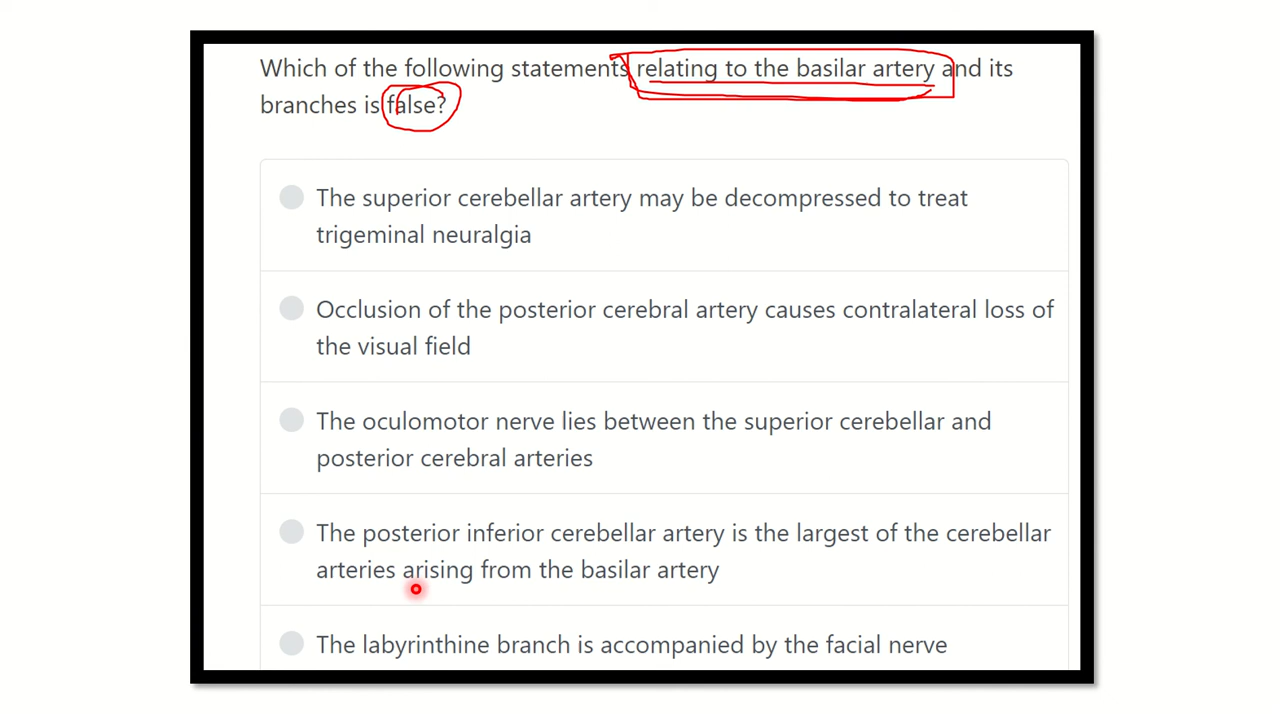 Which of the following statements relating to the basilar artery and its
branches is false?
The superior cerebellar artery may be decompressed to treat
trigeminal neuralgia
Occlusion of the posterior cerebral artery causes contralateral loss of
the visual field
The oculomotor nerve lies between the superior cerebellar and
posterior cerebral arteries
The posterior inferior cerebellar artery is the largest of the cerebellar
arteries arising from the basilar artery
The labyrinthine branch is accompanied by the facial nerve